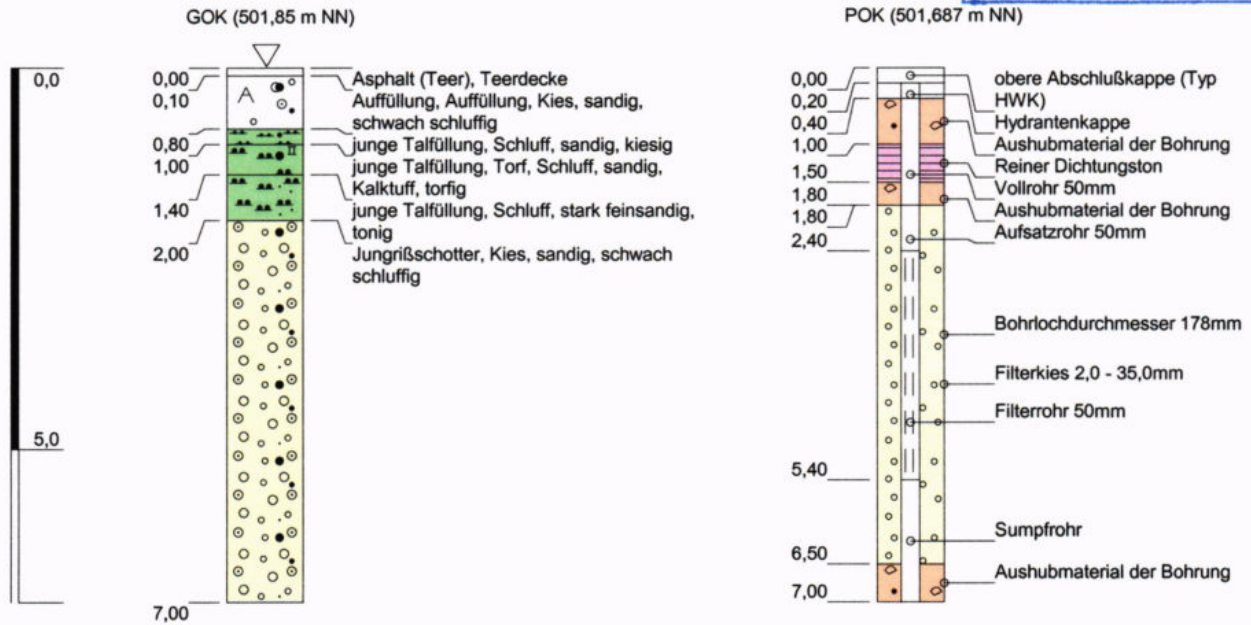 GOK (501,85 m NN)
0,0
5,0
0,00
0,10
0,80
1,00
1,40
2,00
7,00
Asphalt (Teer), Teerdecke
Auffüllung, Auffüllung, Kies, sandig,
schwach schluffig
junge Talfüllung, Schluff, sandig, kiesig
junge Talfüllung, Torf, Schluff, sandig,
Kalktuff, torfig
junge Talfüllung, Schluff, stark feinsandig,
tonig
Jungrißschotter, Kies, sandig, schwach
schluffig
POK (501,687 m NN)
0,00
0,20
0,40
1,00
1,50
1,80
1,80
2,40
5,40
6,50
7,00
obere Abschlußkappe (Typ
HWK)
Hydrantenkappe
Aushubmaterial der Bohrung
Reiner Dichtungston
Vollrohr 50mm
Aushubmaterial der Bohrung
Aufsatzrohr 50mm
Bohrlochdurchmesser 178mm
Filterkies 2,0 - 35,0mm
Filterrohr 50mm
Sumpfrohr
Aushubmaterial der Bohrung